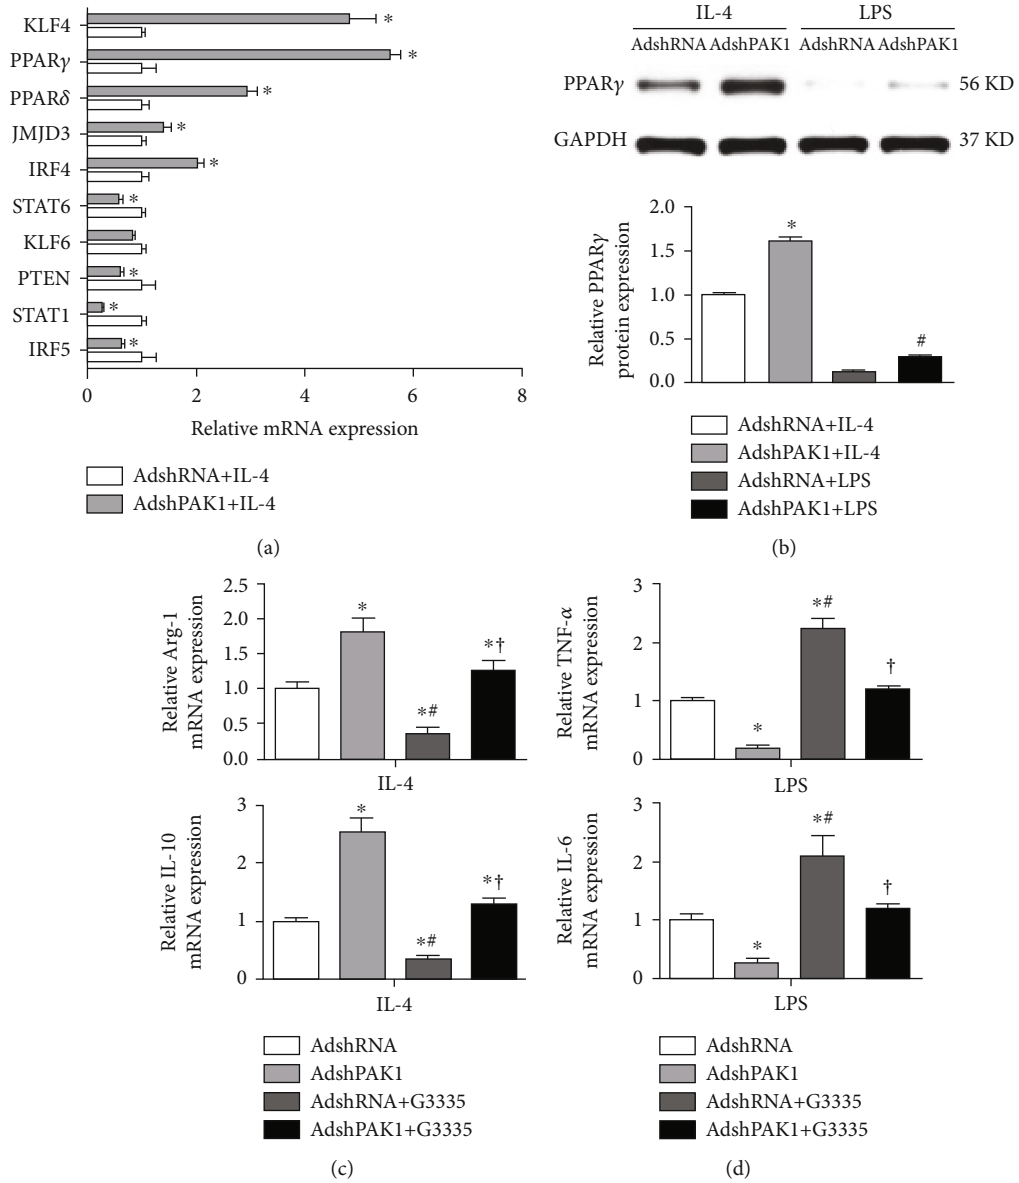 KLF4
*
PPARγ
*
PPARδ
*
JMJD3
*
IRF4
*
STAT6
*
KLF6
PTEN
*
STAT1
*
IRF5
*
0 2 4 6 8
Relative mRNA expression
AdshRNA+IL-4
AdshPAK1+IL-4
(a)
IL-4 LPS
AdshRNA AdshPAK1 AdshRNA AdshPAK1
PPARγ 56 KD
GAPDH 37 KD
Relative PPARγ
protein expression
2.0
1.5
1.0
0.5
0.0
*
#
AdshRNA+IL-4
AdshPAK1+IL-4
AdshRNA+LPS
AdshPAK1+LPS
(b)
Relative Arg-1
mRNA expression
2.5
2.0
1.5
1.0
0.5
0.0
*
*#
*†
IL-4
Relative IL-10
mRNA expression
3
2
1
0
*
*#
*†
IL-4
AdshRNA
AdshPAK1
AdshRNA+G3335
AdshPAK1+G3335
(c)
Relative TNF-α
mRNA expression
3
2
1
0
*
*#
†
LPS
Relative IL-6
mRNA expression
3
2
1
0
*
*#
†
LPS
AdshRNA
AdshPAK1
AdshRNA+G3335
AdshPAK1+G3335
(d)